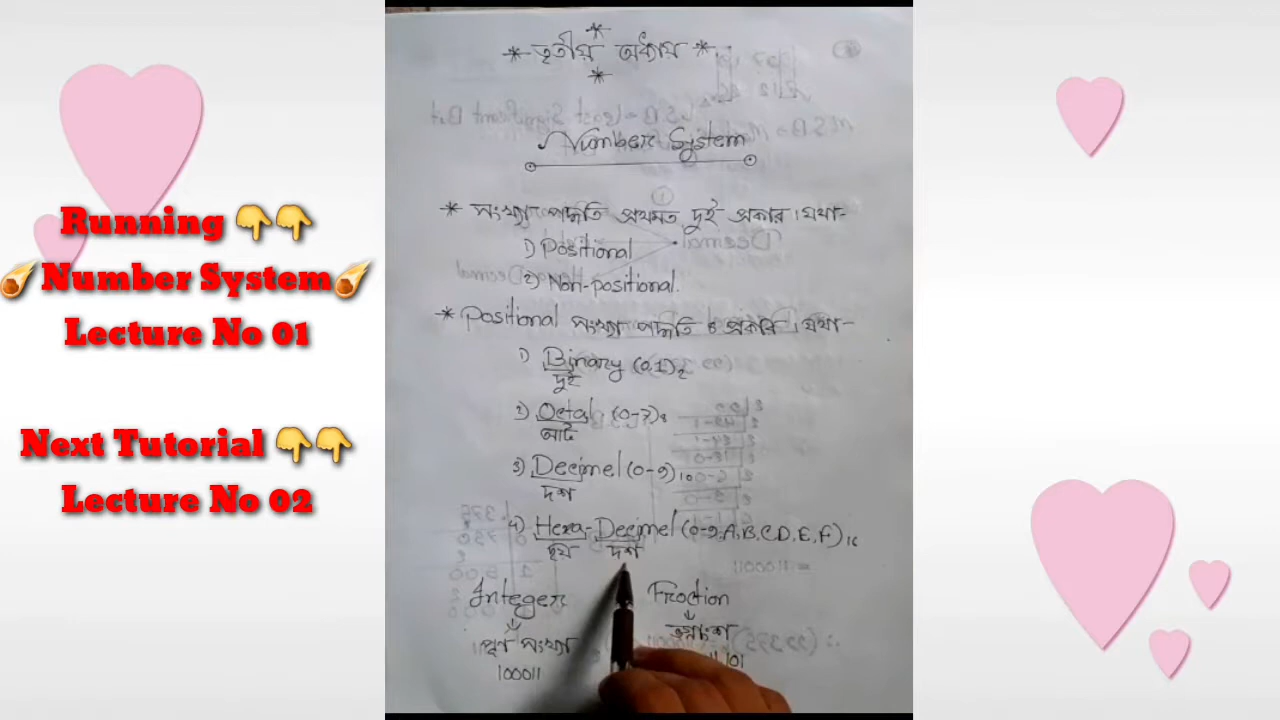 Running 👇👇
☄️Number System☄️
Lecture No 01
Next Tutorial 👇👇
Lecture No 02
* তৃতীয় অধ্যায় *
Number System
* সংখ্যা পদ্ধতি প্রথমত দুই প্রকার। যথা-
1) Positional
2) Non-positional.
* Positional সংখ্যা পদ্ধতি ৪ প্রকার। যথা-
1) Binary (0,1)₂
দুই
2) Octal (0-7)₈
আট
3) Decimel (0-9)₁₀
দশ
4) Hexa-Decimel (0-9,A,B,C,D,E,F)₁₆
ছয় দশ
Integer Fraction
পূর্ণ সংখ্যা ভগ্নাংশ
100011